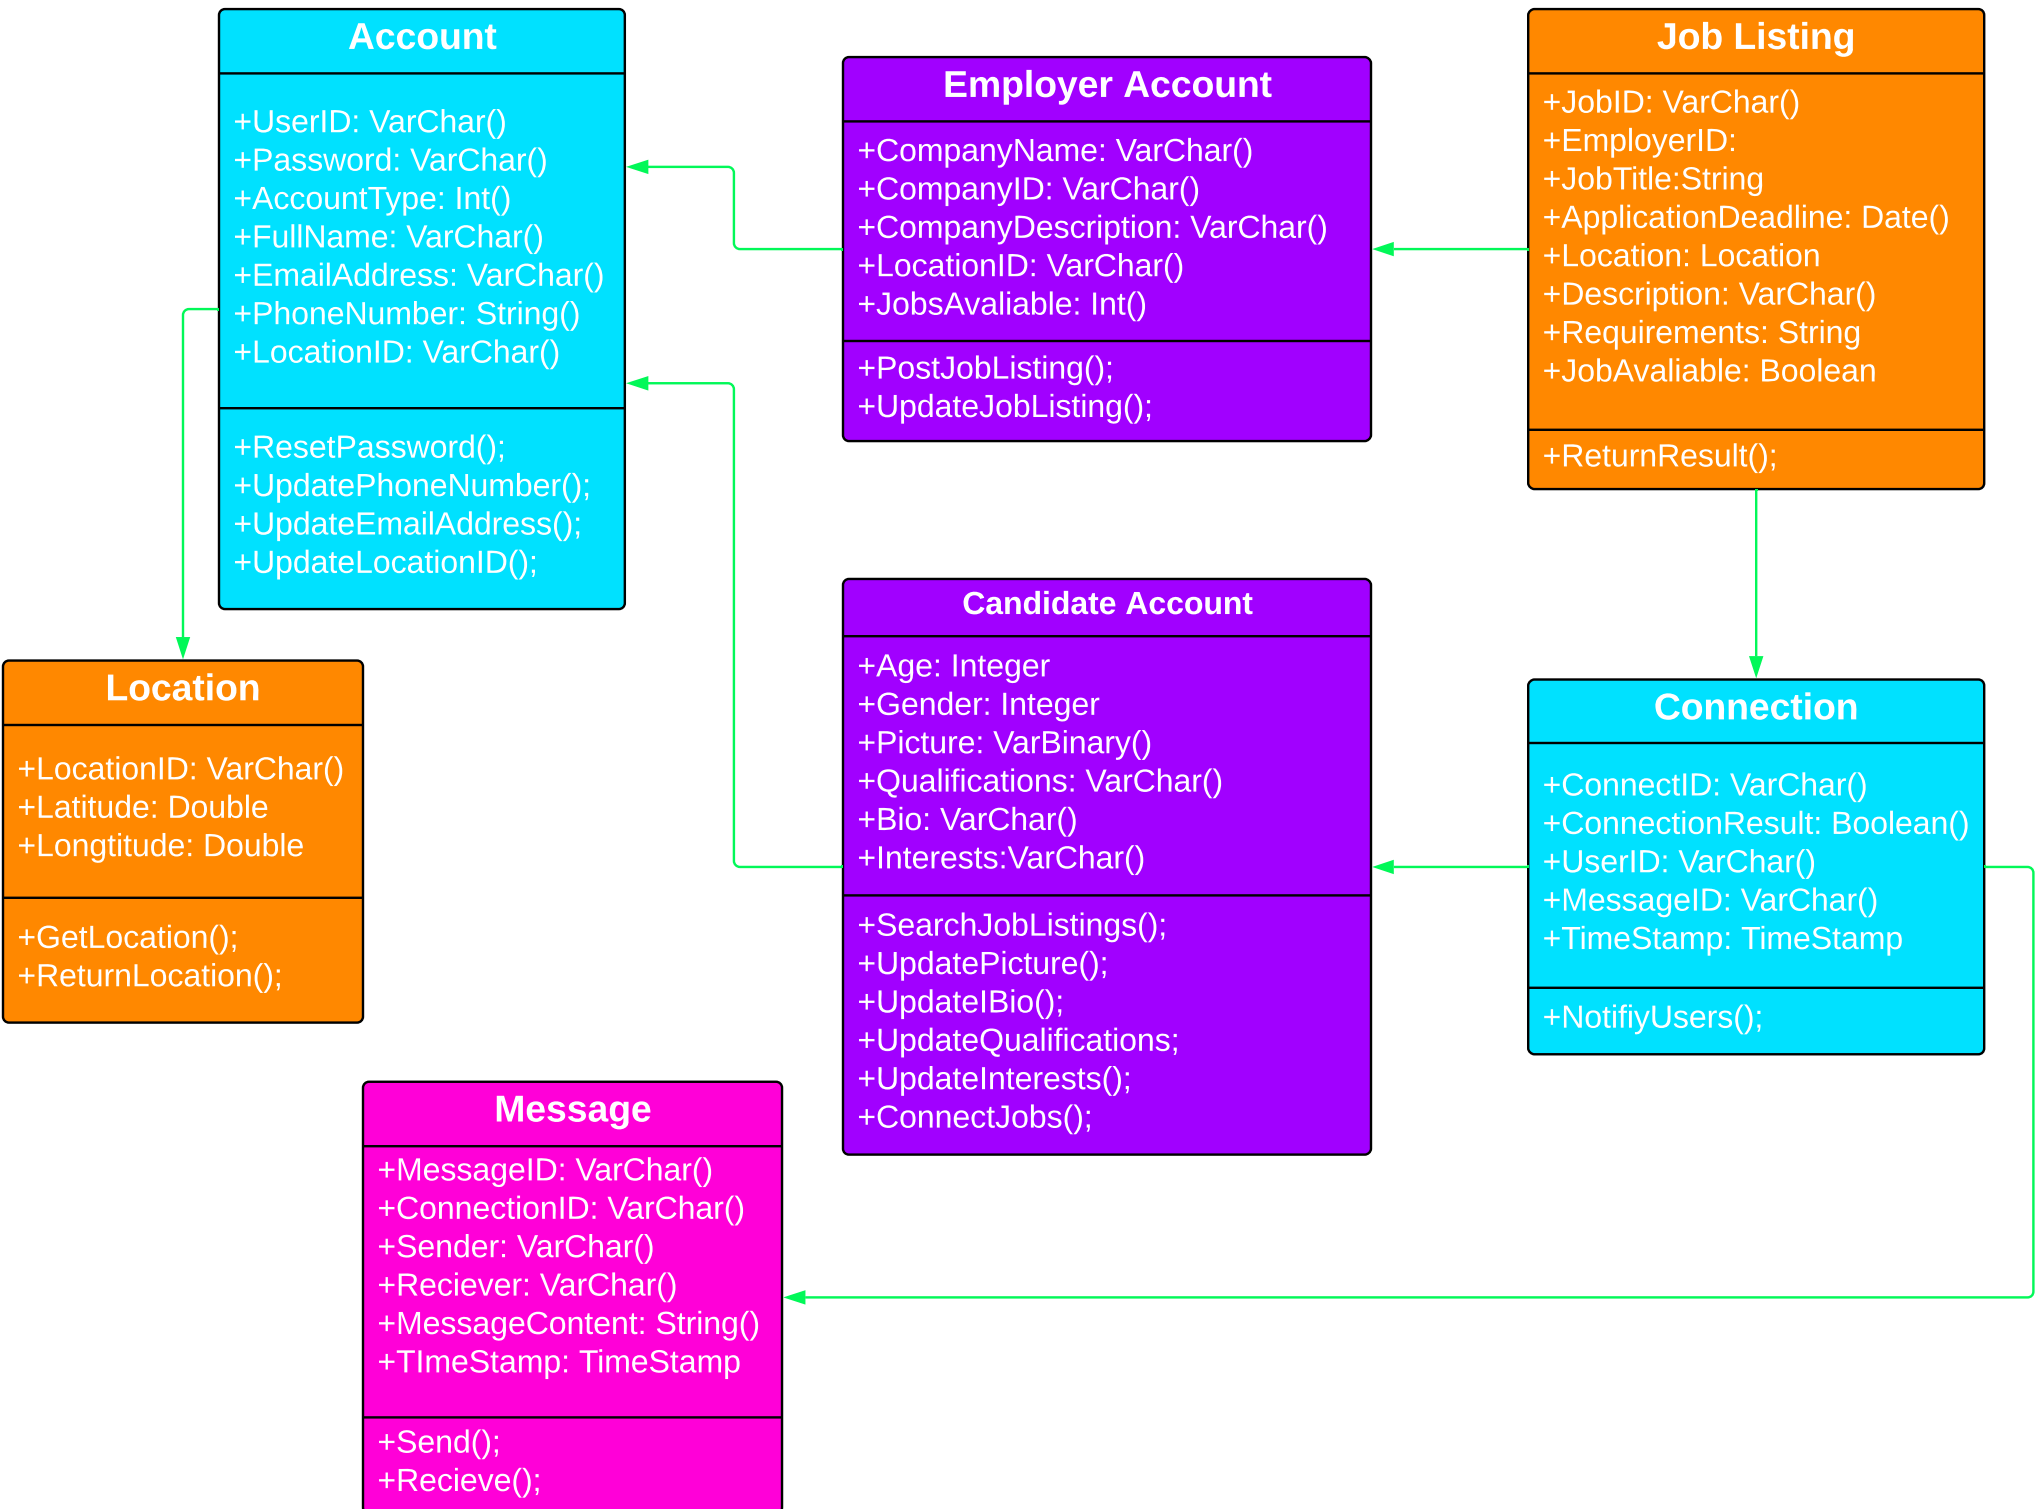 Account
+UserID: VarChar()
+Password: VarChar()
+AccountType: Int()
+FullName: VarChar()
+EmailAddress: VarChar()
+PhoneNumber: String()
+LocationID: VarChar()
+ResetPassword();
+UpdatePhoneNumber();
+UpdateEmailAddress();
+UpdateLocationID();
Employer Account
+CompanyName: VarChar()
+CompanyID: VarChar()
+CompanyDescription: VarChar()
+LocationID: VarChar()
+JobsAvaliable: Int()
+PostJobListing();
+UpdateJobListing();
Job Listing
+JobID: VarChar()
+EmployerID:
+JobTitle:String
+ApplicationDeadline: Date()
+Location: Location
+Description: VarChar()
+Requirements: String
+JobAvaliable: Boolean
+ReturnResult();
Location
+LocationID: VarChar()
+Latitude: Double
+Longtitude: Double
+GetLocation();
+ReturnLocation();
Candidate Account
+Age: Integer
+Gender: Integer
+Picture: VarBinary()
+Qualifications: VarChar()
+Bio: VarChar()
+Interests:VarChar()
+SearchJobLIstings();
+UpdatePicture();
+UpdateIBio();
+UpdateQualifications;
+UpdateInterests();
+ConnectJobs();
Connection
+ConnectID: VarChar()
+ConnectionResult: Boolean()
+UserID: VarChar()
+MessageID: VarChar()
+TimeStamp: TimeStamp
+NotifiyUsers();
Message
+MessageID: VarChar()
+ConnectionID: VarChar()
+Sender: VarChar()
+Reciever: VarChar()
+MessageContent: String()
+TImeStamp: TimeStamp
+Send();
+Recieve();